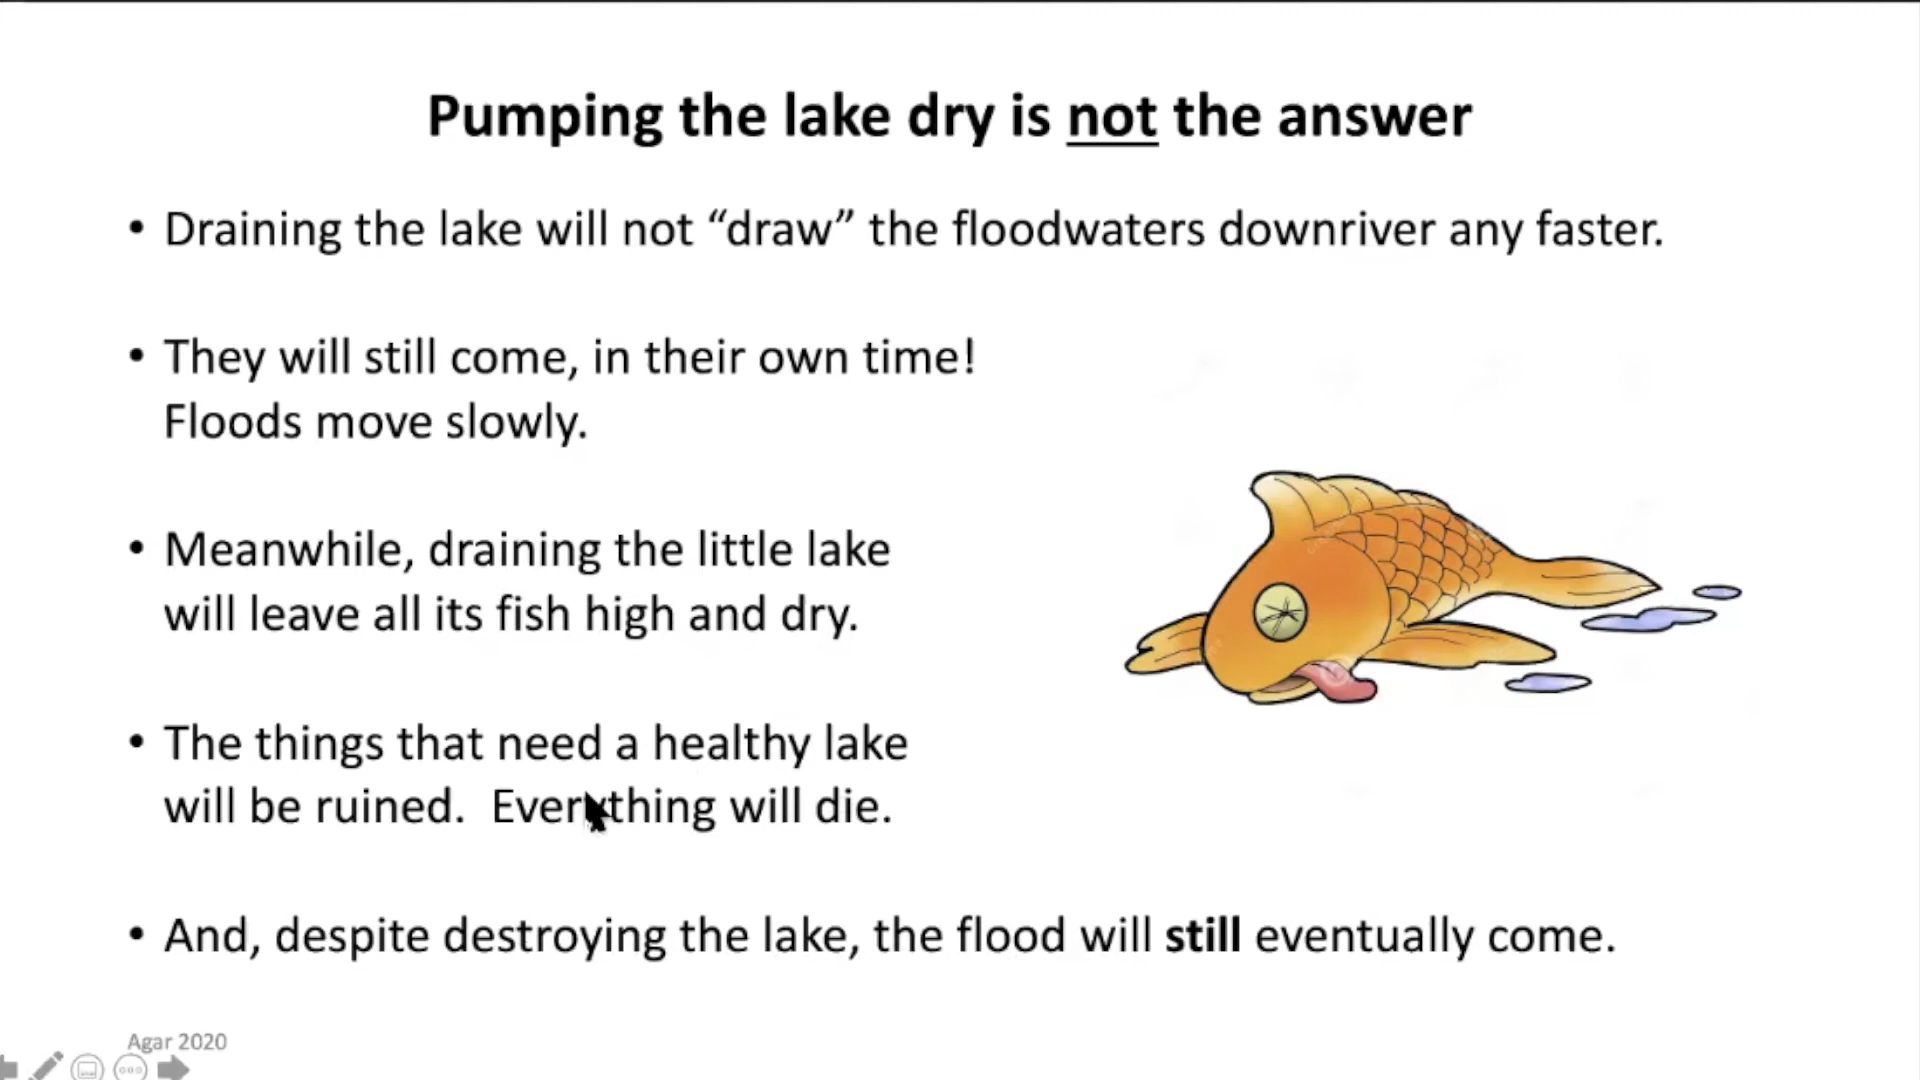 Pumping the lake dry is not the answer
• Draining the lake will not “draw” the floodwaters downriver any faster.
• They will still come, in their own time!
Floods move slowly.
• Meanwhile, draining the little lake
will leave all its fish high and dry.
• The things that need a healthy lake
will be ruined.  Everything will die.
• And, despite destroying the lake, the flood will still eventually come.
Agar 2020